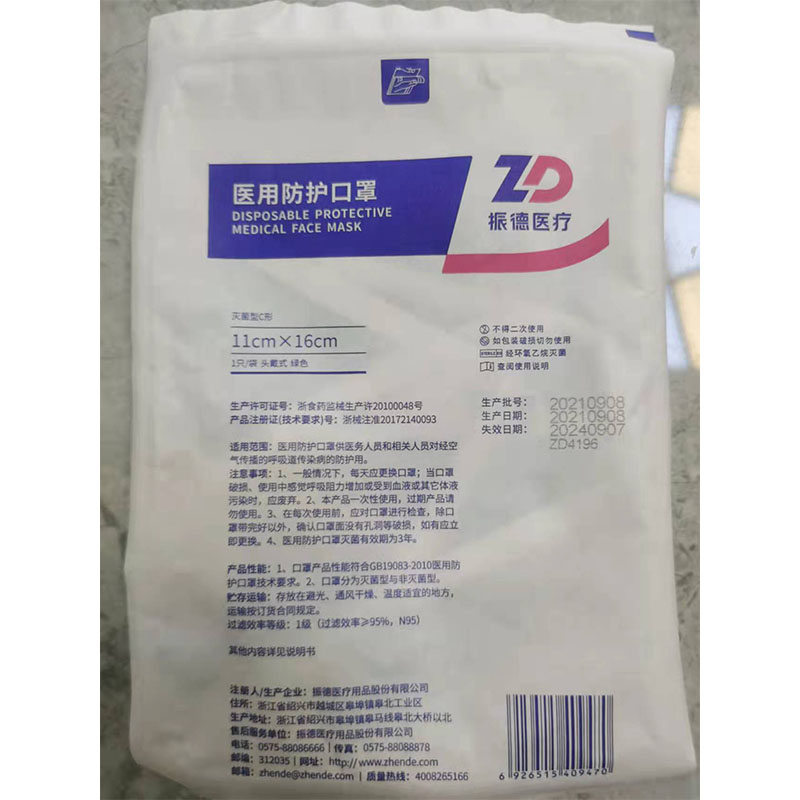 ZD
振德医疗
医用防护口罩
DISPOSABLE PROTECTIVE
MEDICAL FACE MASK
灭菌型C形
11cm×16cm
1只/袋 头戴式 绿色
不得二次使用
如包装破损切勿使用
STERILE EO 经环氧乙烷灭菌
查阅使用说明
生产许可证号：浙食药监械生产许20100048号
产品注册证(技术要求)号：浙械注准20172140093
生产批号：20210908
生产日期：20210908
失效日期：20240907
ZD4196
适用范围：医用防护口罩供医务人员和相关人员对经空
气传播的呼吸道传染病的防护用。
注意事项：1、一般情况下，每天应更换口罩；当口罩
破损、使用中感觉呼吸阻力增加或受到血液或其它体液
污染时，应废弃。2、本产品一次性使用，过期产品请
勿使用。3、在每次使用前，应对口罩进行检查，除口
罩带完好以外，确认口罩面没有孔洞等破损，如有应立
即更换。4、医用防护口罩灭菌有效期为3年。
产品性能：1、口罩产品性能符合GB19083-2010医用防
护口罩技术要求。2、口罩分为灭菌型与非灭菌型。
贮存运输：存放在避光、通风干燥、温度适宜的地方，
运输按订货合同规定。
过滤效率等级：1级（过滤效率≥95%，N95）
其他内容详见说明书
注册人/生产企业：振德医疗用品股份有限公司
住所：浙江省绍兴市越城区皋埠镇皋北工业区
生产地址：浙江省绍兴市皋埠镇皋马线皋北大桥以北
售后服务单位：振德医疗用品股份有限公司
电话：0575-88086666 | 传真：0575-88088878
邮编：312035 | 网址：http://www.zhende.com
邮箱：zhende@zhende.com | 质量热线：4008265166
6 926515 409470